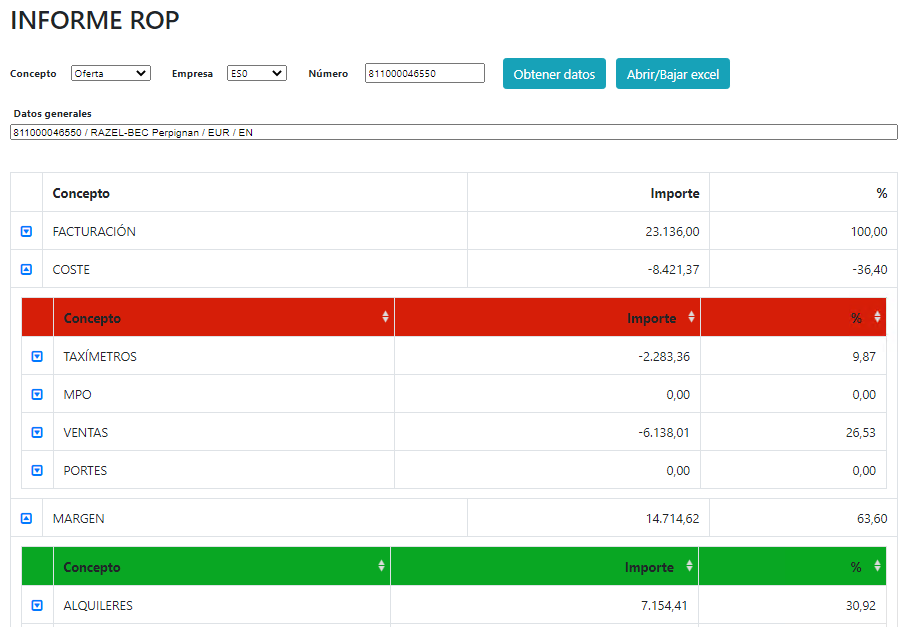 INFORME ROP
Concepto Oferta Empresa ES0 Número 811000046550 Obtener datos Abrir/Bajar excel
Datos generales
811000046550 / RAZEL-BEC Perpignan / EUR / EN
Concepto Importe %
FACTURACIÓN 23.136,00 100,00
COSTE -8.421,37 -36,40
Concepto Importe %
TAXÍMETROS -2.283,36 9,87
MPO 0,00 0,00
VENTAS -6.138,01 26,53
PORTES 0,00 0,00
MARGEN 14.714,62 63,60
Concepto Importe %
ALQUILERES 7.154,41 30,92